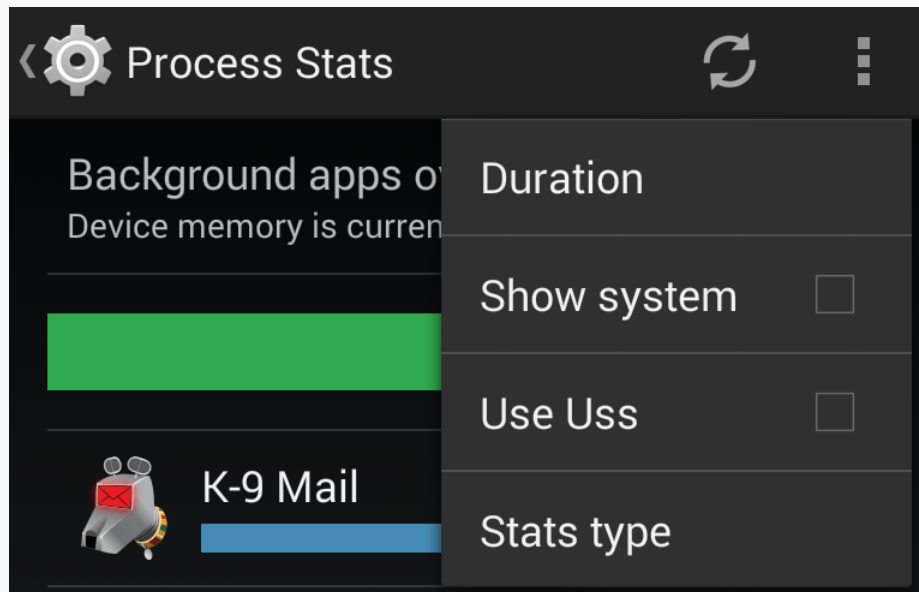 Process Stats
Background apps o
Device memory is curren
Duration
Show system
Use Uss
Stats type
K-9 Mail